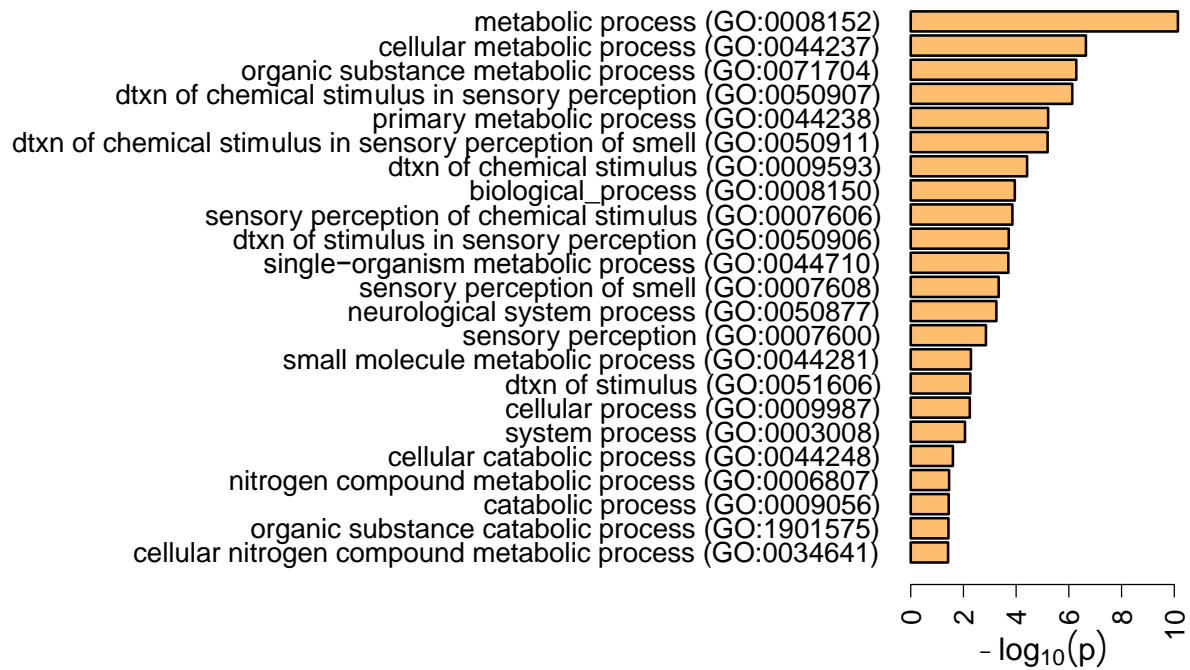 metabolic process (GO:0008152)
cellular metabolic process (GO:0044237)
organic substance metabolic process (GO:0071704)
dtxn of chemical stimulus in sensory perception (GO:0050907)
primary metabolic process (GO:0044238)
dtxn of chemical stimulus in sensory perception of smell (GO:0050911)
dtxn of chemical stimulus (GO:0009593)
biological_process (GO:0008150)
sensory perception of chemical stimulus (GO:0007606)
dtxn of stimulus in sensory perception (GO:0050906)
single−organism metabolic process (GO:0044710)
sensory perception of smell (GO:0007608)
neurological system process (GO:0050877)
sensory perception (GO:0007600)
small molecule metabolic process (GO:0044281)
dtxn of stimulus (GO:0051606)
cellular process (GO:0009987)
system process (GO:0003008)
cellular catabolic process (GO:0044248)
nitrogen compound metabolic process (GO:0006807)
catabolic process (GO:0009056)
organic substance catabolic process (GO:1901575)
cellular nitrogen compound metabolic process (GO:0034641)
0 2 4 6 8 10
− log₁₀(p)